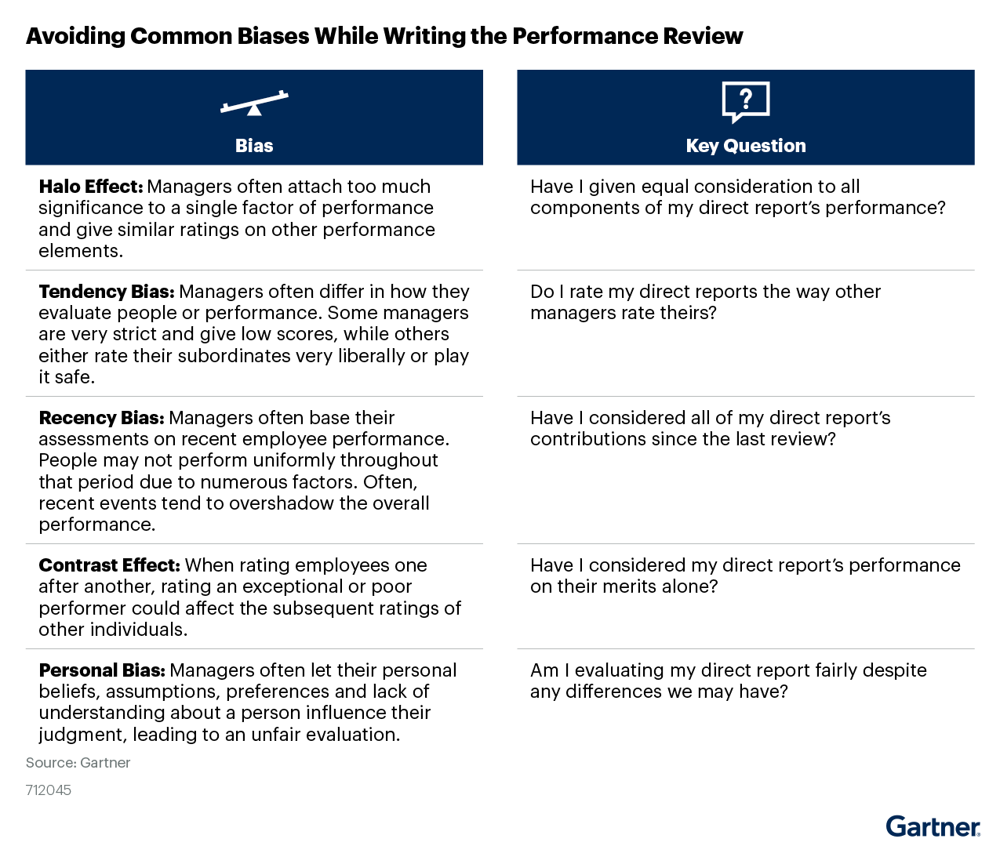 Avoiding Common Biases While Writing the Performance Review
Bias
?
Key Question
Halo Effect: Managers often attach too much
significance to a single factor of performance
and give similar ratings on other performance
elements.
Have I given equal consideration to all
components of my direct report’s performance?
Tendency Bias: Managers often differ in how they
evaluate people or performance. Some managers
are very strict and give low scores, while others
either rate their subordinates very liberally or play
it safe.
Do I rate my direct reports the way other
managers rate theirs?
Recency Bias: Managers often base their
assessments on recent employee performance.
People may not perform uniformly throughout
that period due to numerous factors. Often,
recent events tend to overshadow the overall
performance.
Have I considered all of my direct report’s
contributions since the last review?
Contrast Effect: When rating employees one
after another, rating an exceptional or poor
performer could affect the subsequent ratings of
other individuals.
Have I considered my direct report’s performance
on their merits alone?
Personal Bias: Managers often let their personal
beliefs, assumptions, preferences and lack of
understanding about a person influence their
judgment, leading to an unfair evaluation.
Am I evaluating my direct report fairly despite
any differences we may have?
Source: Gartner
712045
Gartner®